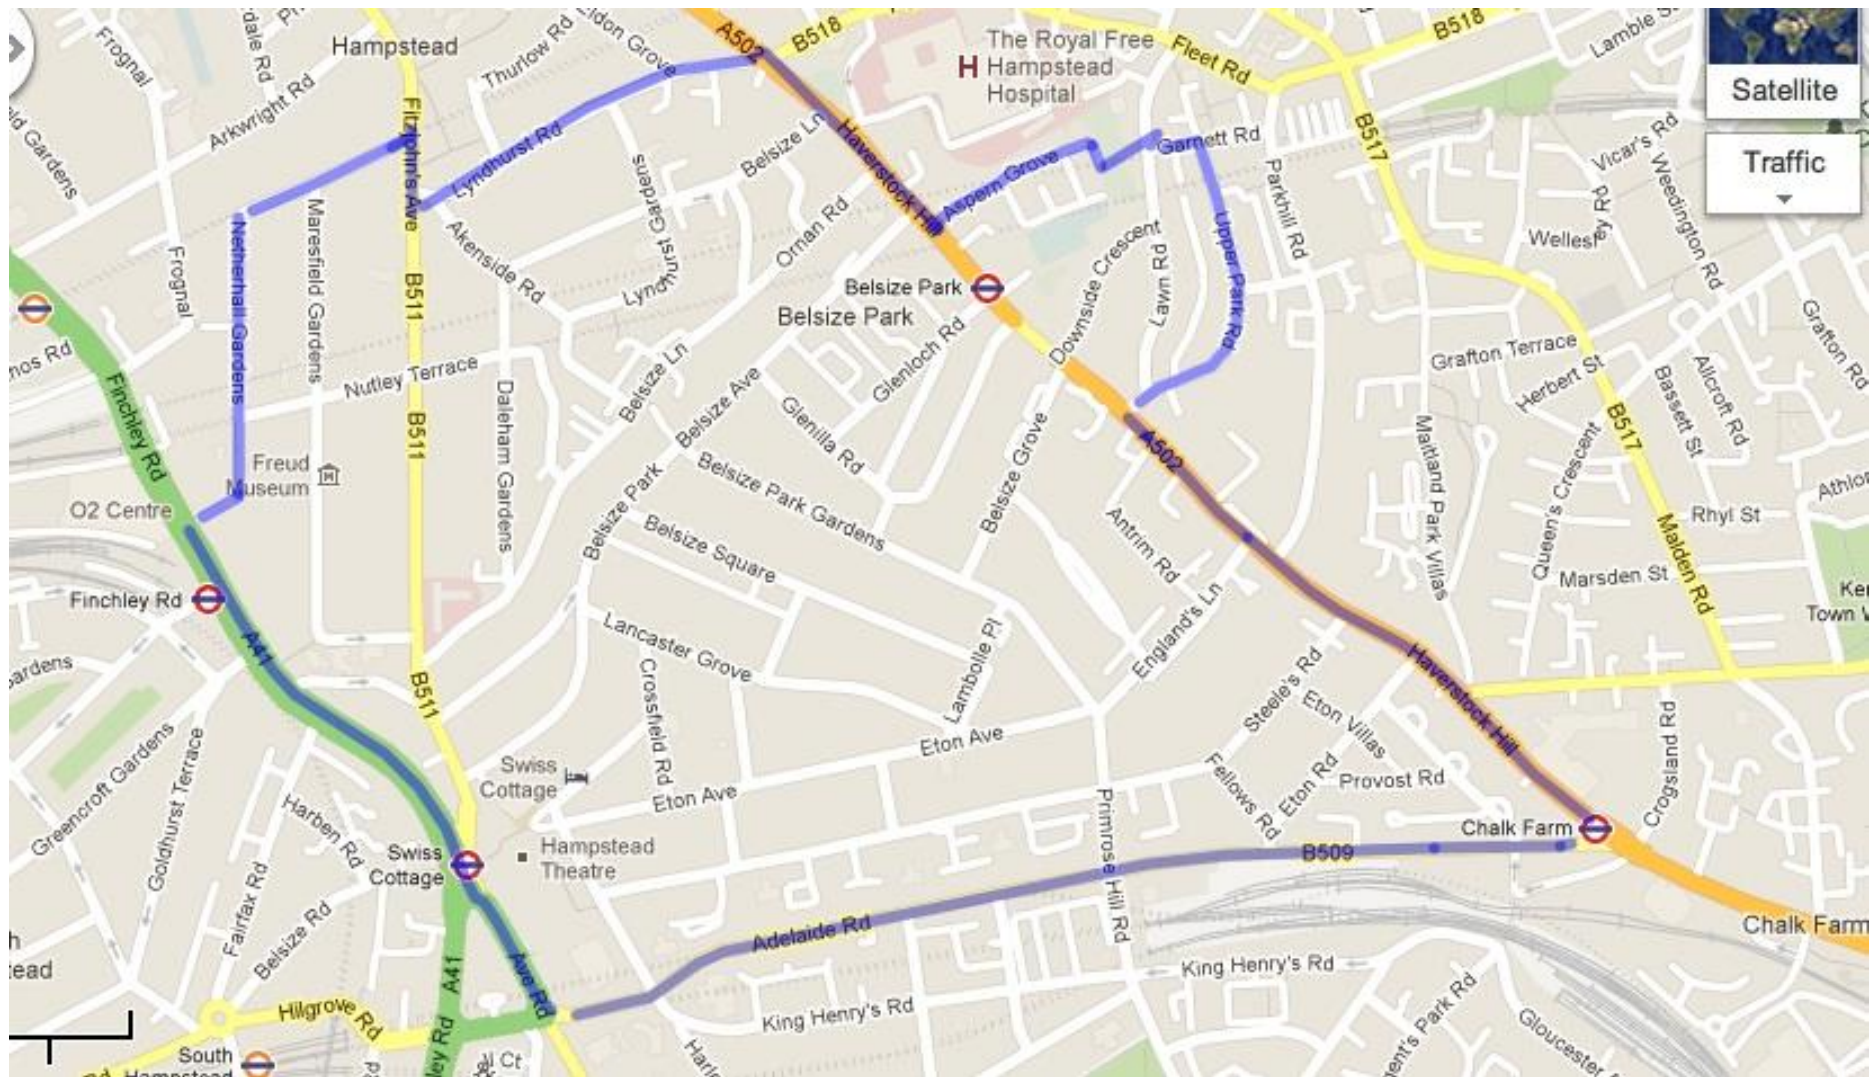 Hampstead
Frognal
Arkwright Rd
Thurlow Rd
A502
B518
The Royal Free
Hampstead
Hospital
H
Fleet Rd
B518
Satellite
Traffic
Fitzjohn's Ave
Lyndhurst Rd
Belsize Ln
Haverstock Hill
Aspern Grove
Garnett Rd
B517
Vicar's Rd
Weedington Rd
Gardens
Netherhall Gardens
Maresfield Gardens
Frognal
Akenside Rd
Ornan Rd
Belsize Park
Belsize Park
Downside Crescent
Lawn Rd
Upper Park Rd
Parkhill Rd
B511
Finchley Rd
Nutley Terrace
Belsize Ln
Belsize Ave
Glenloch Rd
Glenilla Rd
Grafton Terrace
Herbert St
Grafton Rd
Allcroft Rd
Bassett St
B511
Daleham Gardens
Freud
Museum
O2 Centre
Belsize Park
Belsize Park Gardens
Belsize Grove
A502
Maitland Park Villas
Queen's Crescent
B517
Malden Rd
Rhyl St
Belsize Square
Antrim Rd
Marsden St
Finchley Rd
A41
Lancaster Grove
Lambolle Pl
England's Ln
Town
B511
Crossfield Rd
Steele's Rd
Eton Villas
Haverstock Hill
Crogsland Rd
Greencroft Gardens
Goldhurst Terrace
Swiss
Cottage
Eton Ave
Eton Ave
Fellows Rd
Eton Rd
Provost Rd
Primrose Hill Rd
Chalk Farm
Harben Rd
Swiss
Cottage
Hampstead
Theatre
B509
Fairfax Rd
Belsize Rd
Adelaide Rd
Chalk Farm
A41
Ave Rd
King Henry's Rd
King Henry's Rd
Hilgrove Rd
South
Hampstead
Gloucester